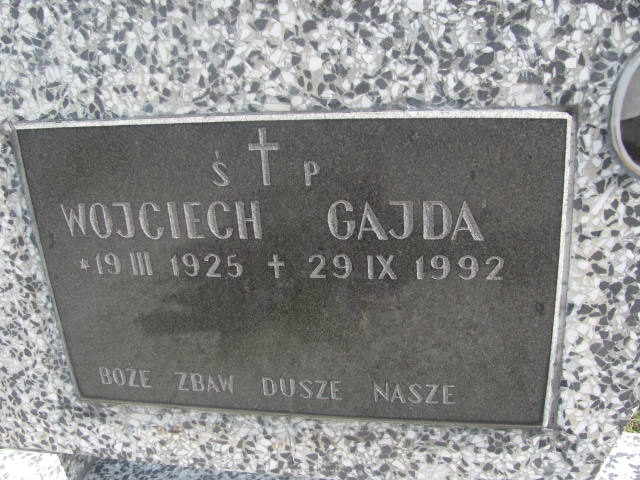 Ś † P
WOJCIECH GAJDA
*19 III 1925 † 29 IX 1992
BOŻE ZBAW DUSZE NASZE